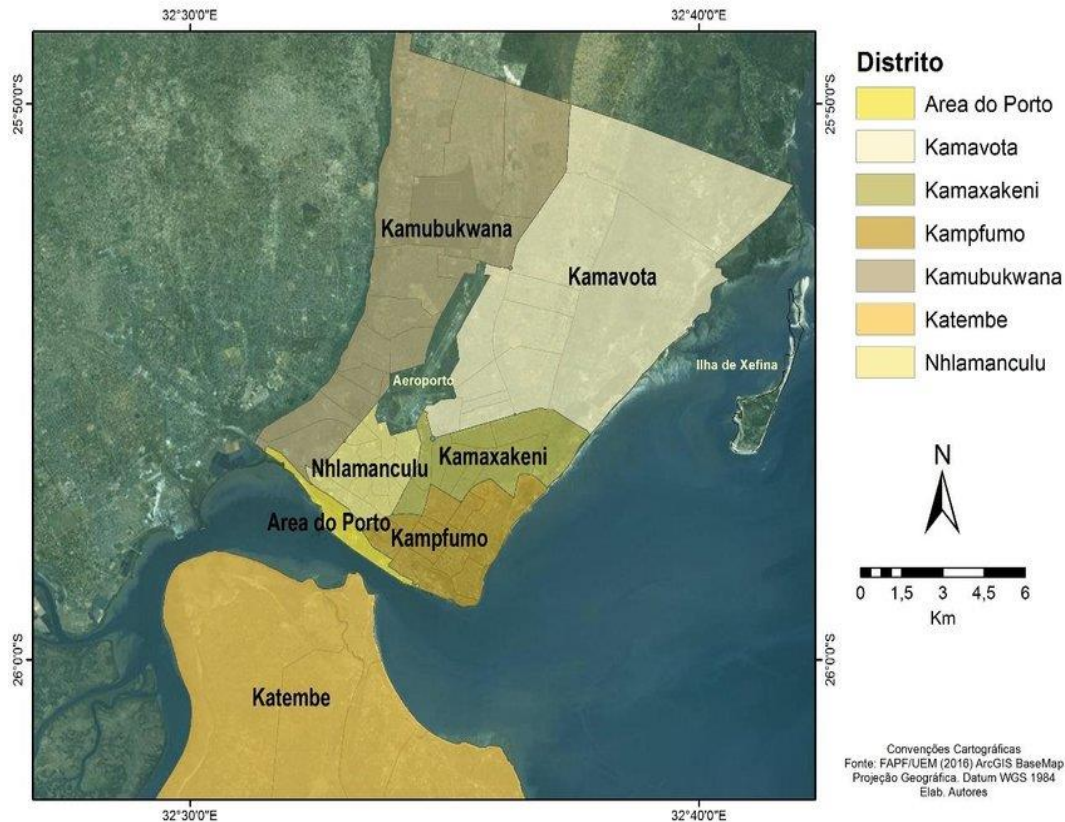 32°30'0"E
32°40'0"E
25°50'0"S
25°50'0"S
Kamubukwana
Kamavota
Ilha de Xefina
Aeroporto
Kamaxakeni
Nhlamanculu
Area do Porto
Kampfumo
26°0'0"S
26°0'0"S
Katembe
32°30'0"E
32°40'0"E
Distrito
Area do Porto
Kamavota
Kamaxakeni
Kampfumo
Kamubukwana
Katembe
Nhlamanculu
N
0 1,5 3 4,5 6
Km
Convenções Cartográficas
Fonte: FAPF/UEM (2016) ArcGIS BaseMap
Projeção Geográfica. Datum WGS 1984
Elab. Autores